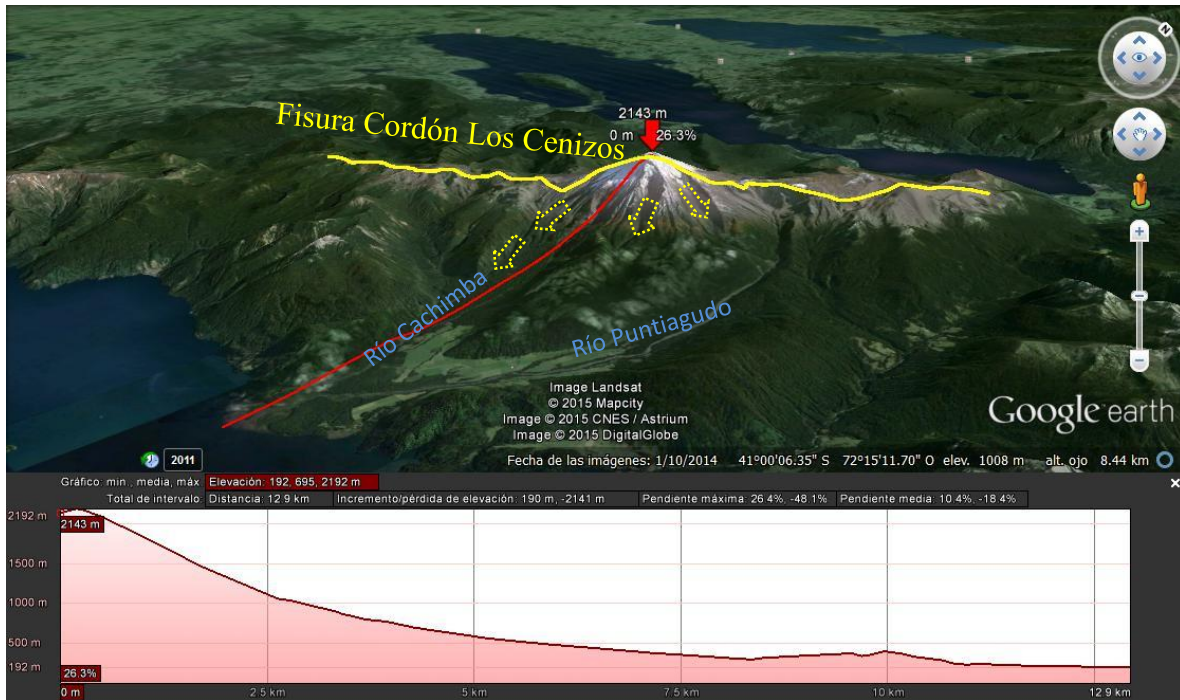 N
2143 m
Fisura Cordón Los Cenizos
0 m 26.3%
Río Cachimba
Río Puntiagudo
Image Landsat
© 2015 Mapcity
Image © 2015 CNES / Astrium
Image © 2015 DigitalGlobe
Google earth
2011
Fecha de las imágenes: 1/10/2014 41°00'06.35" S 72°15'11.70" O elev. 1008 m alt. ojo 8.44 km
Gráfico: min., media, máx Elevación: 192, 695, 2192 m
Total de intervalo: Distancia: 12.9 km Incremento/pérdida de elevación: 190 m, -2141 m Pendiente máxima: 26.4%, -48.1% Pendiente media: 10.4%, -18.4%
2192 m
2143 m
1500 m
1000 m
500 m
192 m
26.3%
0 m 2.5 km 5 km 7.5 km 10 km 12.9 km